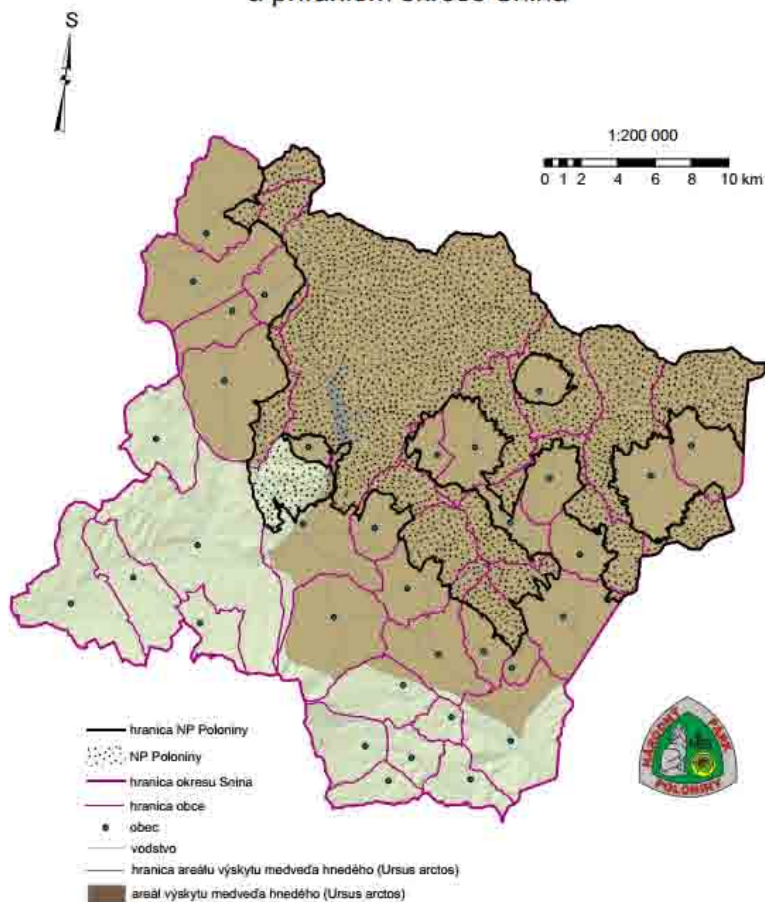 S
1:200 000
0 1 2 4 6 8 10 km
hranica NP Poloniny
NP Poloniny
hranica okresu Snina
hranica obce
obec
vodstvo
hranica areálu výskytu medveďa hnedého (Ursus arctos)
areál výskytu medveďa hnedého (Ursus arctos)
NÁRODNÝ PARK
POLONINY